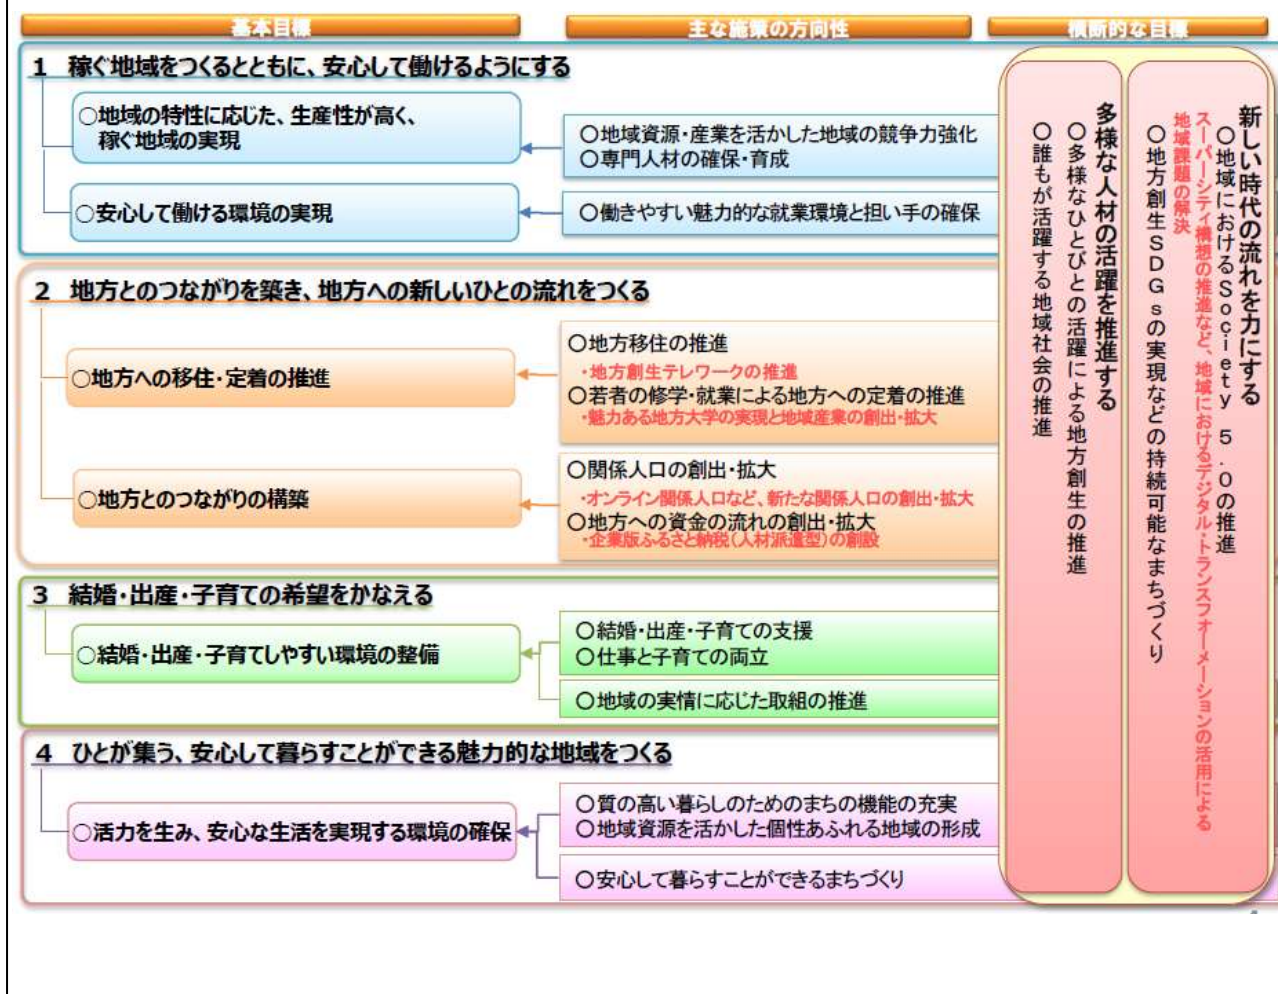 基本目標
主な施策の方向性
横断的な目標
1 稼ぐ地域をつくるとともに、安心して働けるようにする
○地域の特性に応じた、生産性が高く、
稼ぐ地域の実現
○地域資源・産業を活かした地域の競争力強化
○専門人材の確保・育成
○安心して働ける環境の実現
○働きやすい魅力的な就業環境と担い手の確保
2 地方とのつながりを築き、地方への新しいひとの流れをつくる
○地方への移住・定着の推進
○地方移住の推進
・地方創生テレワークの推進
○若者の修学・就業による地方への定着の推進
・魅力ある地方大学の実現と地域産業の創出・拡大
○地方とのつながりの構築
○関係人口の創出・拡大
・オンライン関係人口など、新たな関係人口の創出・拡大
○地方への資金の流れの創出・拡大
・企業版ふるさと納税(人材派遣型)の創設
3 結婚・出産・子育ての希望をかなえる
○結婚・出産・子育てしやすい環境の整備
○結婚・出産・子育ての支援
○仕事と子育ての両立
○地域の実情に応じた取組の推進
4 ひとが集う、安心して暮らすことができる魅力的な地域をつくる
○活力を生み、安心な生活を実現する環境の確保
○質の高い暮らしのためのまちの機能の充実
○地域資源を活かした個性あふれる地域の形成
○安心して暮らすことができるまちづくり
新しい時代の流れを力にする
○地域におけるSociety 5.0の推進
スーパーシティ構想の推進など、地域におけるデジタル・トランスフォーメーションの活用による
地域課題の解決
○地方創生SDGsの実現などの持続可能なまちづくり
多様な人材の活躍を推進する
○多様なひとびとの活躍による地方創生の推進
○誰もが活躍する地域社会の推進